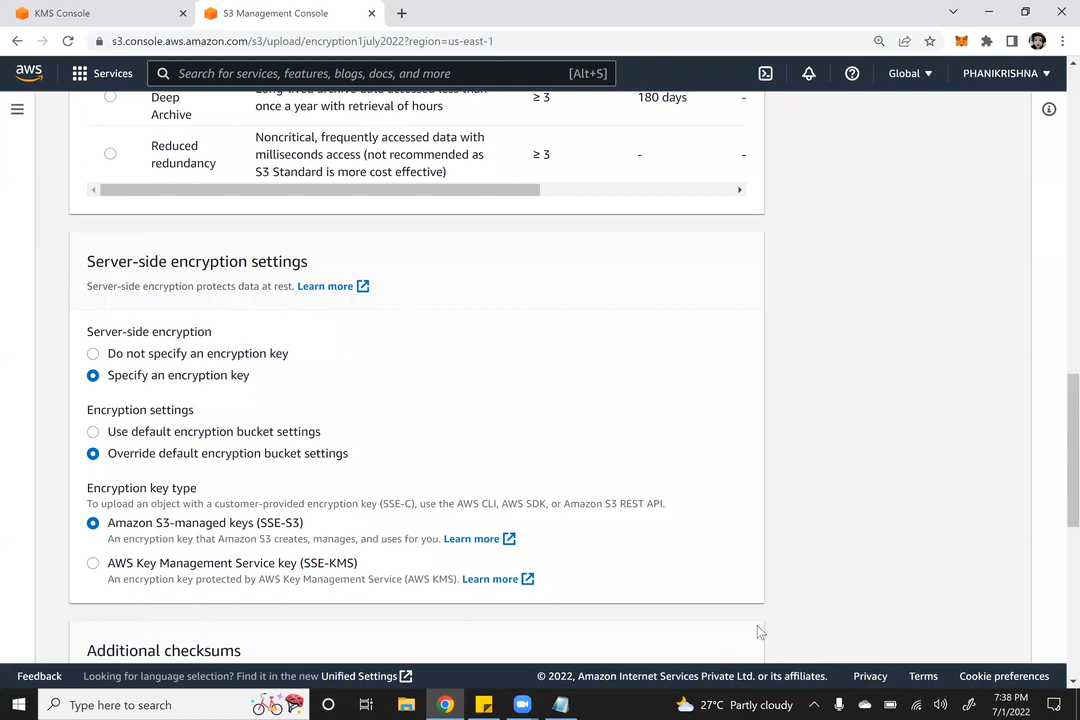 KMS Console
S3 Management Console
s3.console.aws.amazon.com/s3/upload/encryption1july2022?region=us-east-1
aws
Services
Search for services, features, blogs, docs, and more
[Alt+S]
Global
PHANIKRISHNA
Deep
Archive
once a year with retrieval of hours
≥ 3
180 days
-
Reduced
redundancy
Noncritical, frequently accessed data with
milliseconds access (not recommended as
S3 Standard is more cost effective)
≥ 3
-
-
Server-side encryption settings
Server-side encryption protects data at rest. Learn more
Server-side encryption
Do not specify an encryption key
Specify an encryption key
Encryption settings
Use default encryption bucket settings
Override default encryption bucket settings
Encryption key type
To upload an object with a customer-provided encryption key (SSE-C), use the AWS CLI, AWS SDK, or Amazon S3 REST API.
Amazon S3-managed keys (SSE-S3)
An encryption key that Amazon S3 creates, manages, and uses for you. Learn more
AWS Key Management Service key (SSE-KMS)
An encryption key protected by AWS Key Management Service (AWS KMS). Learn more
Additional checksums
Feedback
Looking for language selection? Find it in the new Unified Settings
© 2022, Amazon Internet Services Private Ltd. or its affiliates.
Privacy
Terms
Cookie preferences
Type here to search
27°C Partly cloudy
7:38 PM
7/1/2022